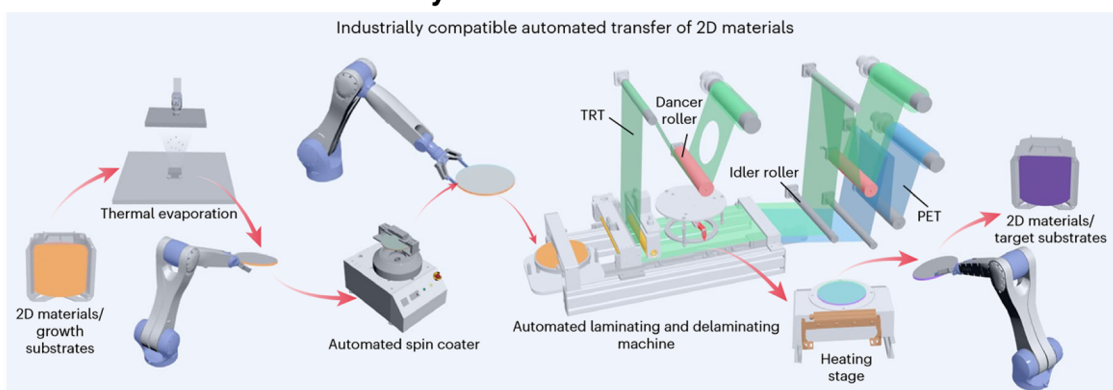 Industrially compatible automated transfer of 2D materials
TRT
Dancer
roller
Idler roller
PET
Thermal evaporation
2D materials/
target substrates
2D materials/
growth
substrates
Automated spin coater
Automated laminating and delaminating
machine
Heating
stage